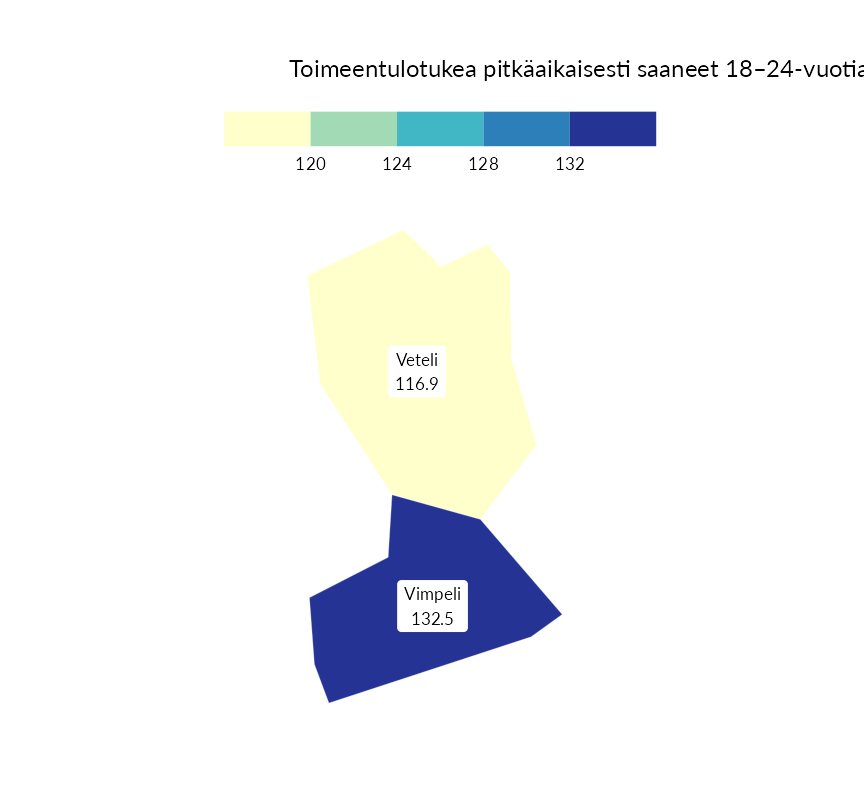 Toimeentulotukea pitkäaikaisesti saaneet 18–24-vuotia
120 124 128 132
Veteli
116.9
Vimpeli
132.5